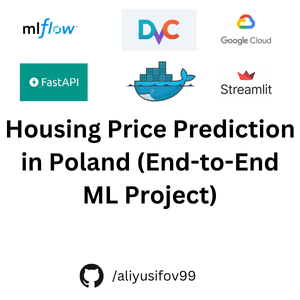 mlflow
DVC
Google Cloud
FastAPI
Streamlit
Housing Price Prediction
in Poland (End-to-End
ML Project)
/aliyusifov99